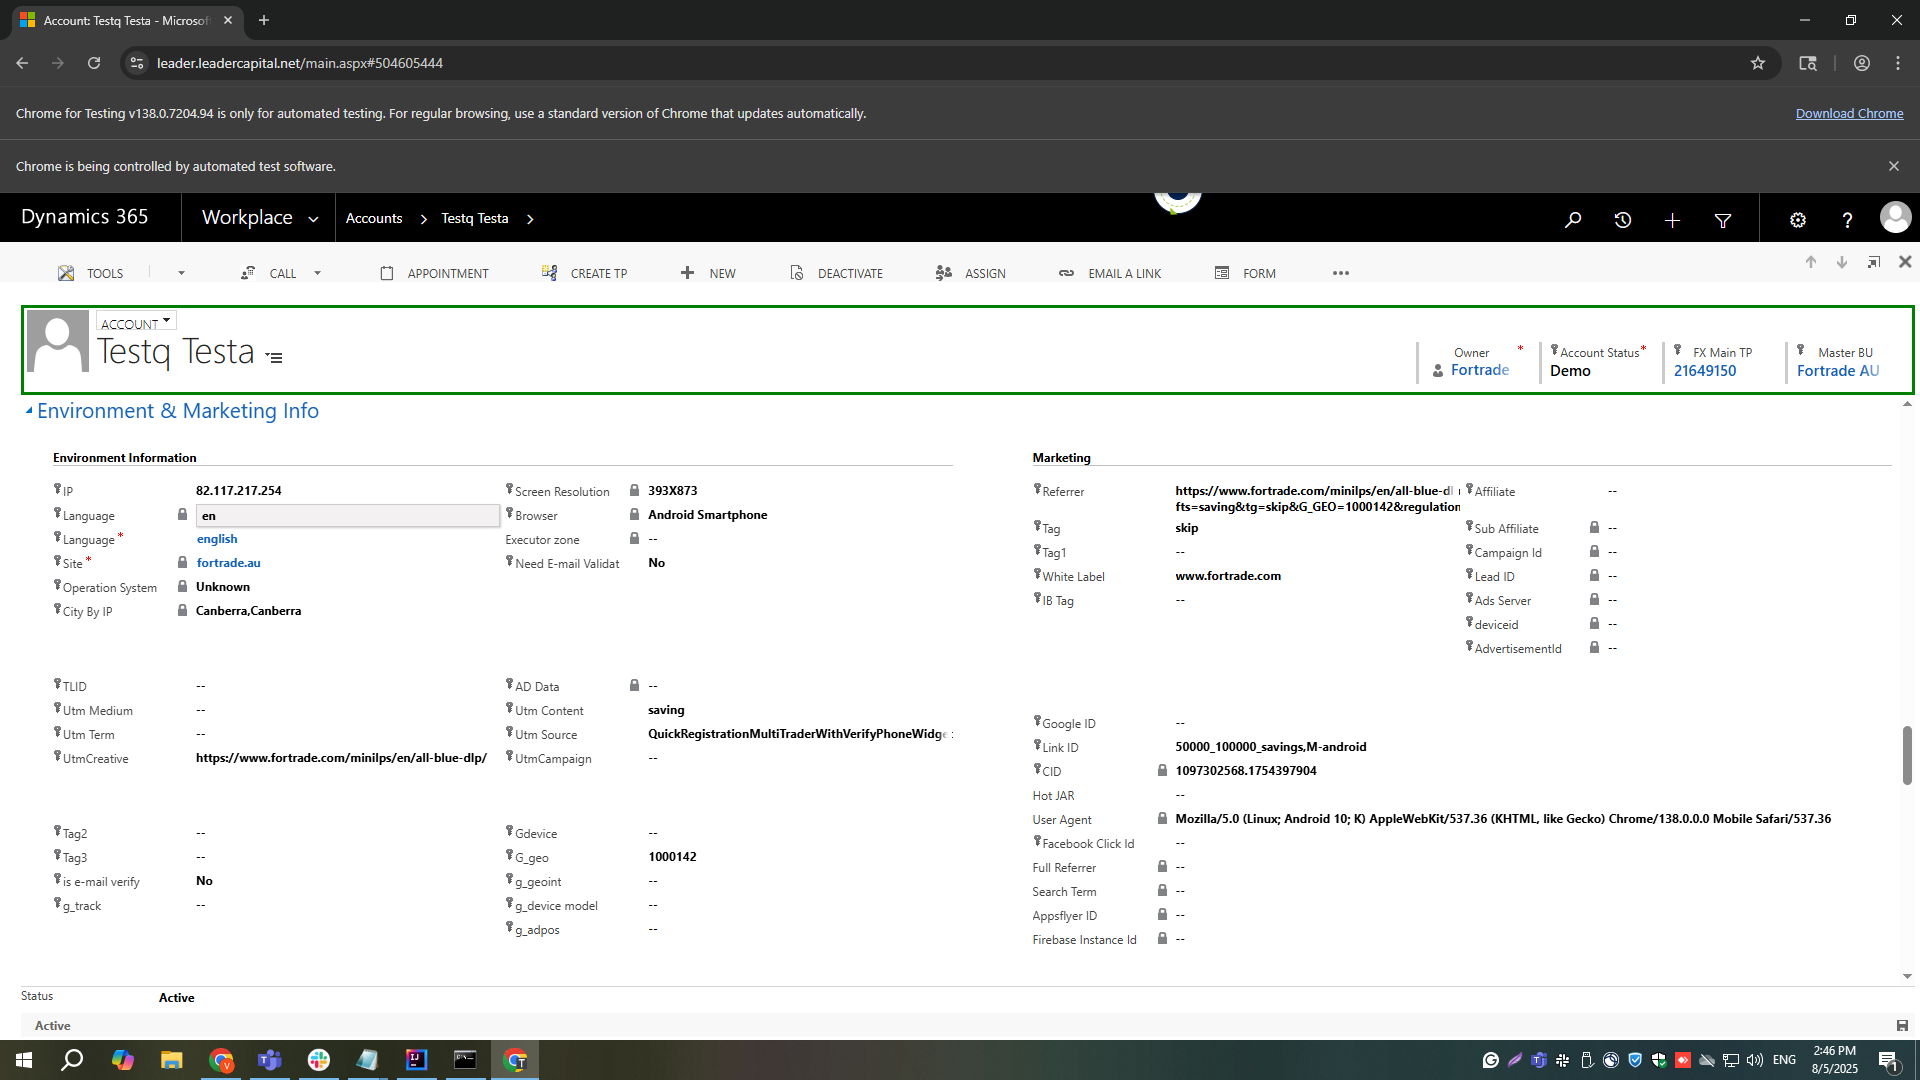 Account: Testq Testa - Microsof
leader.leadercapital.net/main.aspx#504605444
Chrome for Testing v138.0.7204.94 is only for automated testing. For regular browsing, use a standard version of Chrome that updates automatically.
Download Chrome
Chrome is being controlled by automated test software.
Dynamics 365
Workplace
Accounts
Testq Testa
TOOLS
CALL
APPOINTMENT
CREATE TP
NEW
DEACTIVATE
ASSIGN
EMAIL A LINK
FORM
ACCOUNT
Testq Testa
Owner *
Fortrade
Account Status *
Demo
FX Main TP
21649150
Master BU
Fortrade AU
Environment & Marketing Info
Environment Information
IP 82.117.217.254
Language en
Language * english
Site * fortrade.au
Operation System Unknown
City By IP Canberra,Canberra
Screen Resolution 393X873
Browser Android Smartphone
Executor zone --
Need E-mail Validat No
TLID --
Utm Medium --
Utm Term --
UtmCreative https://www.fortrade.com/minilps/en/all-blue-dlp/
AD Data --
Utm Content saving
Utm Source QuickRegistrationMultiTraderWithVerifyPhoneWidge
UtmCampaign --
Tag2 --
Tag3 --
is e-mail verify No
g_track --
Gdevice --
G_geo 1000142
g_geoint --
g_device model --
g_adpos --
Marketing
Referrer https://www.fortrade.com/minilps/en/all-blue-dl
fts=saving&tg=skip&G_GEO=1000142&regulation
Tag skip
Tag1 --
White Label www.fortrade.com
IB Tag --
Affiliate --
Sub Affiliate --
Campaign Id --
Lead ID --
Ads Server --
deviceid --
AdvertisementId --
Google ID --
Link ID 50000_100000_savings,M-android
CID 1097302568.1754397904
Hot JAR --
User Agent Mozilla/5.0 (Linux; Android 10; K) AppleWebKit/537.36 (KHTML, like Gecko) Chrome/138.0.0.0 Mobile Safari/537.36
Facebook Click Id --
Full Referrer --
Search Term --
Appsflyer ID --
Firebase Instance Id --
Status Active
Active
ENG
2:46 PM
8/5/2025
1